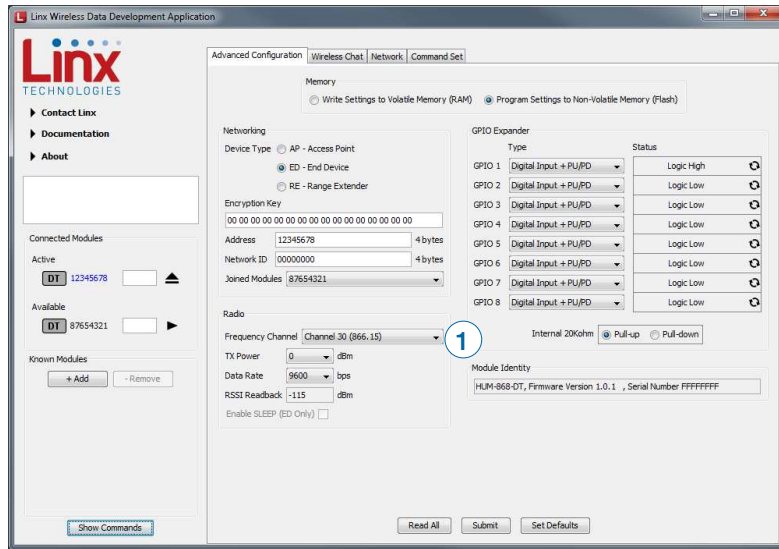 Linx Wireless Data Development Application
Linx
TECHNOLOGIES
Contact Linx
Documentation
About
Connected Modules
Active
DT 12345678
Available
DT 87654321
Known Modules
+ Add - Remove
Show Commands
Advanced Configuration Wireless Chat Network Command Set
Memory
Write Settings to Volatile Memory (RAM) Program Settings to Non-Volatile Memory (Flash)
Networking
Device Type AP - Access Point
ED - End Device
RE - Range Extender
Encryption Key
00 00 00 00 00 00 00 00 00 00 00 00 00 00 00 00
Address 12345678 4 bytes
Network ID 00000000 4 bytes
Joined Modules 87654321
Radio
Frequency Channel Channel 30 (866.15) 1
TX Power 0 dBm
Data Rate 9600 bps
RSSI Readback -115 dBm
Enable SLEEP (ED Only)
GPIO Expander
Type Status
GPIO 1 Digital Input + PU/PD Logic High
GPIO 2 Digital Input + PU/PD Logic Low
GPIO 3 Digital Input + PU/PD Logic Low
GPIO 4 Digital Input + PU/PD Logic Low
GPIO 5 Digital Input + PU/PD Logic Low
GPIO 6 Digital Input + PU/PD Logic Low
GPIO 7 Digital Input + PU/PD Logic Low
GPIO 8 Digital Input + PU/PD Logic Low
Internal 20Kohm Pull-up Pull-down
Module Identity
HUM-868-DT, Firmware Version 1.0.1 , Serial Number FFFFFFFF
Read All Submit Set Defaults